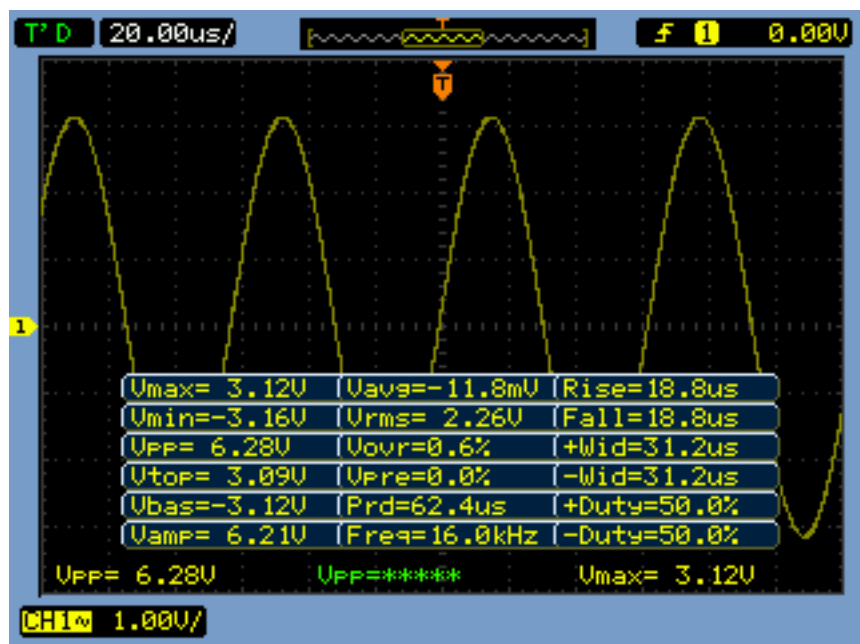 T'D 20.00us/ T f 1 0.00V
T
1
Vmax= 3.12V Vavg=-11.8mV Rise=18.8us
Vmin=-3.16V Vrms= 2.26V Fall=18.8us
Vpp= 6.28V Vovr=0.6% +Wid=31.2us
Vtop= 3.09V Vpre=0.0% -Wid=31.2us
Vbas=-3.12V Prd=62.4us +Duty=50.0%
Vamp= 6.21V Freq=16.0kHz -Duty=50.0%
Vpp= 6.28V Vpp=***** Vmax= 3.12V
CH1~ 1.00V/